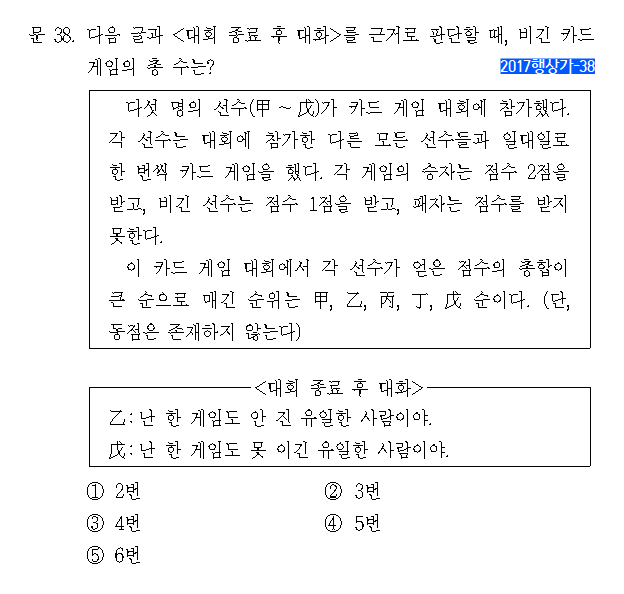 문 38. 다음 글과 <대회 종료 후 대화>를 근거로 판단할 때, 비긴 카드
게임의 총 수는?
2017행상가-38
다섯 명의 선수(甲 ~ 戊)가 카드 게임 대회에 참가했다.
각 선수는 대회에 참가한 다른 모든 선수들과 일대일로
한 번씩 카드 게임을 했다. 각 게임의 승자는 점수 2점을
받고, 비긴 선수는 점수 1점을 받고, 패자는 점수를 받지
못한다.
이 카드 게임 대회에서 각 선수가 얻은 점수의 총합이
큰 순으로 매긴 순위는 甲, 乙, 丙, 丁, 戊 순이다. (단,
동점은 존재하지 않는다)
<대회 종료 후 대화>
乙: 난 한 게임도 안 진 유일한 사람이야.
戊: 난 한 게임도 못 이긴 유일한 사람이야.
① 2번
② 3번
③ 4번
④ 5번
⑤ 6번